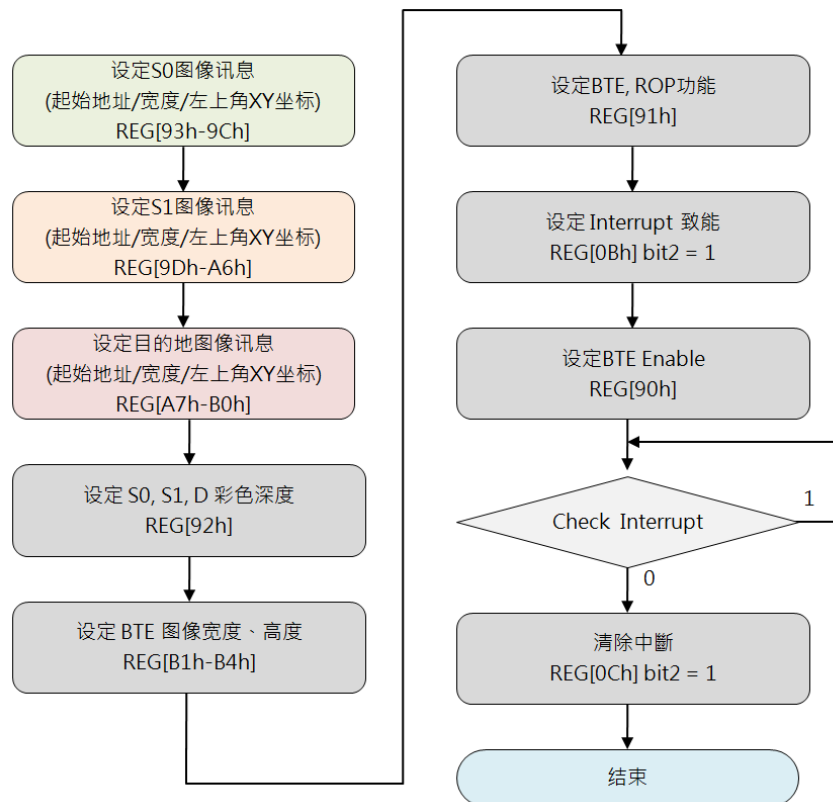 设定S0图像讯息
(起始地址/宽度/左上角XY坐标)
REG[93h-9Ch]
设定S1图像讯息
(起始地址/宽度/左上角XY坐标)
REG[9Dh-A6h]
设定目的地图像讯息
(起始地址/宽度/左上角XY坐标)
REG[A7h-B0h]
设定 S0, S1, D 彩色深度
REG[92h]
设定 BTE 图像宽度、高度
REG[B1h-B4h]
设定BTE, ROP功能
REG[91h]
设定 Interrupt 致能
REG[0Bh] bit2 = 1
设定BTE Enable
REG[90h]
Check Interrupt
1
0
清除中斷
REG[0Ch] bit2 = 1
结束